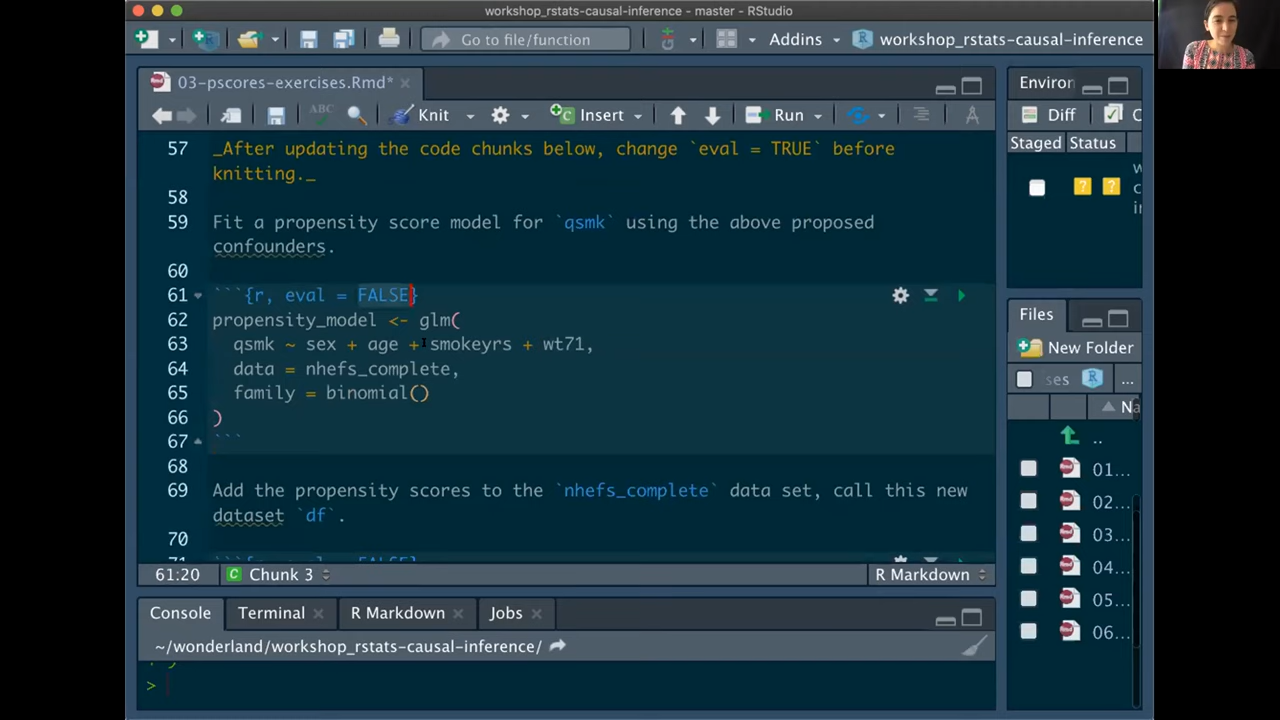 workshop_rstats-causal-inference - master - RStudio
Go to file/function
Addins
workshop_rstats-causal-inference
03-pscores-exercises.Rmd*
ABC
Knit
Insert
Run
57 _After updating the code chunks below, change `eval = TRUE` before
knitting._
58
59 Fit a propensity score model for `qsmk` using the above proposed
confounders.
60
61 ```{r, eval = FALSE}
62 propensity_model <- glm(
63 qsmk ~ sex + age + smokeyrs + wt71,
64 data = nhefs_complete,
65 family = binomial()
66 )
67 ```
68
69 Add the propensity scores to the `nhefs_complete` data set, call this new
dataset `df`.
70
61:20
Chunk 3
R Markdown
Console
Terminal
R Markdown
Jobs
~/wonderland/workshop_rstats-causal-inference/
>
Environ
Diff
Staged
Status
Files
New Folder
ses
...
Na
..
01...
02...
03...
04...
05...
06...